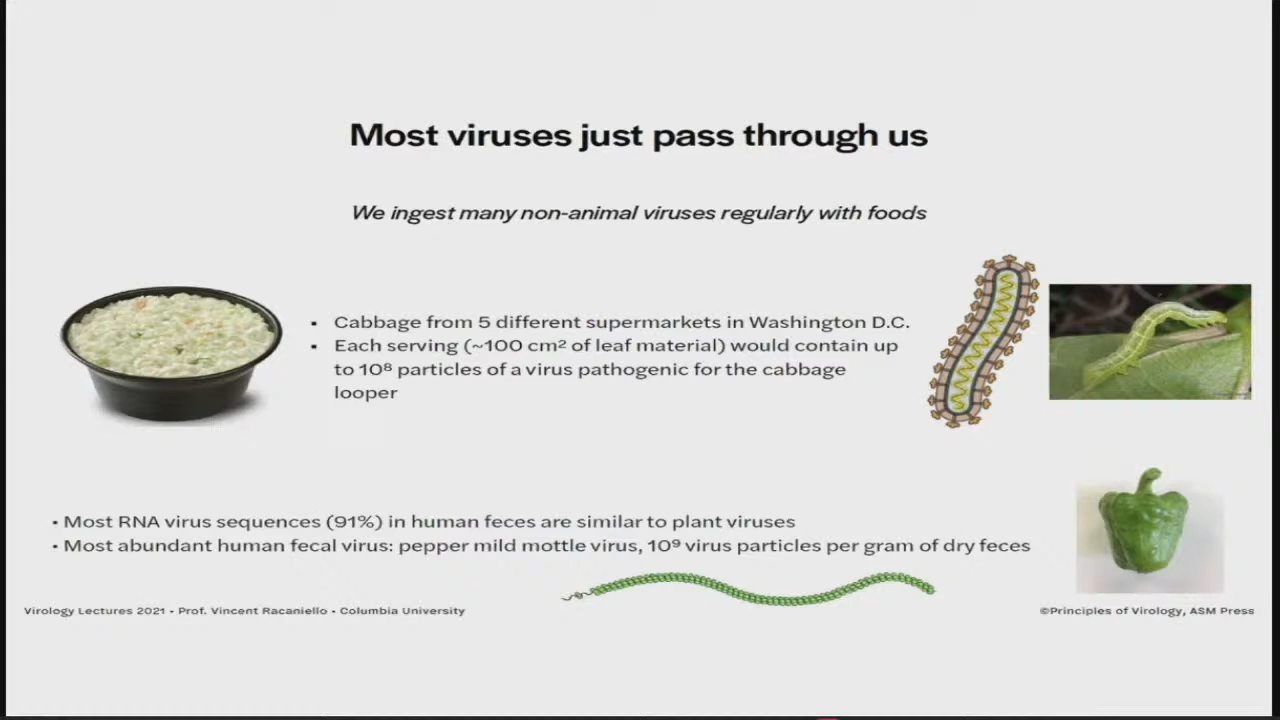 Most viruses just pass through us
We ingest many non-animal viruses regularly with foods
▪ Cabbage from 5 different supermarkets in Washington D.C.
▪ Each serving (~100 cm² of leaf material) would contain up
to 10⁸ particles of a virus pathogenic for the cabbage
looper
• Most RNA virus sequences (91%) in human feces are similar to plant viruses
• Most abundant human fecal virus: pepper mild mottle virus, 10⁹ virus particles per gram of dry feces
Virology Lectures 2021 • Prof. Vincent Racaniello • Columbia University
©Principles of Virology, ASM Press